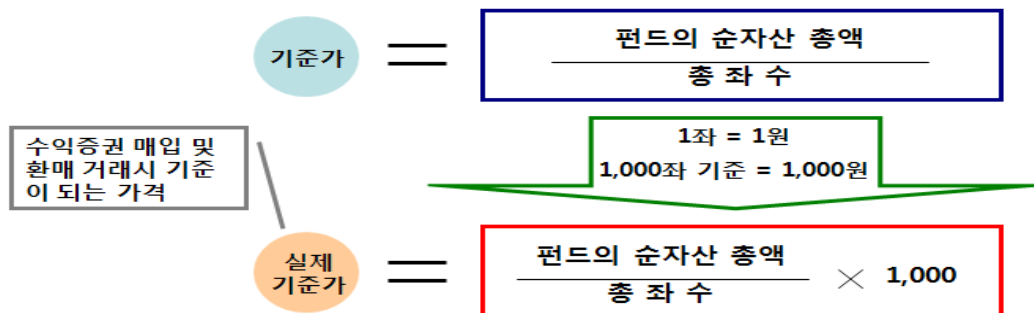 기준가
=
펀드의 순자산 총액
총 좌 수
수익증권 매입 및
환매 거래시 기준
이 되는 가격
1좌 = 1원
1,000좌 기준 = 1,000원
실제
기준가
=
펀드의 순자산 총액
총 좌 수
× 1,000